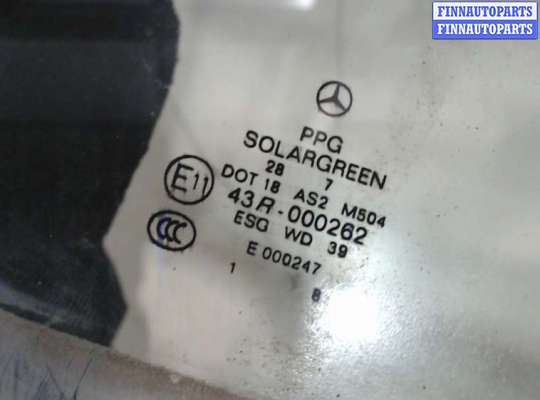 FINNAUTOPARTS
FINNAUTOPARTS
PPG
SOLARGREEN
28 7
DOT 18 AS2 M504
E11
43R-000262
CCC
ESG WD 39
E 000247
1 8